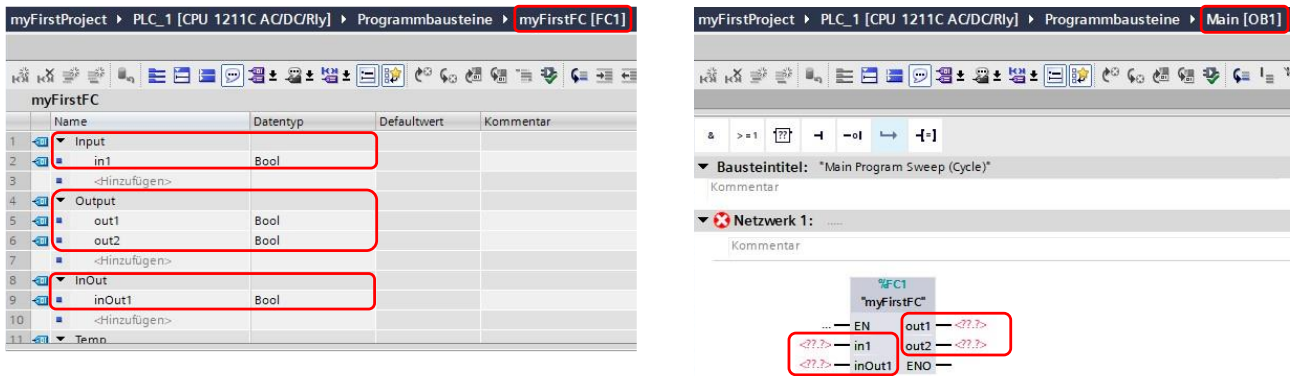 myFirstProject ▸ PLC_1 [CPU 1211C AC/DC/Rly] ▸ Programmbausteine ▸ myFirstFC [FC1]
myFirstFC
Name Datentyp Defaultwert Kommentar
1 Input
2 in1 Bool
3 <Hinzufügen>
4 Output
5 out1 Bool
6 out2 Bool
7 <Hinzufügen>
8 InOut
9 inOut1 Bool
10 <Hinzufügen>
11 Temp
myFirstProject ▸ PLC_1 [CPU 1211C AC/DC/Rly] ▸ Programmbausteine ▸ Main [OB1]
& >=1 ??
Bausteintitel: "Main Program Sweep (Cycle)"
Kommentar
Netzwerk 1: .....
Kommentar
%FC1
"myFirstFC"
... EN out1 <??.?>
<??.?> in1 out2 <??.?>
<??.?> inOut1 ENO